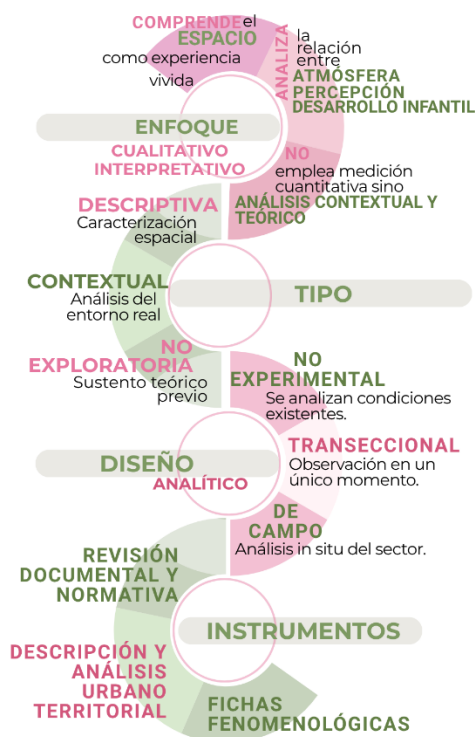 COMPRENDE el
ESPACIO
como experiencia
vivida
ANALIZA
la
relación
entre
ATMÓSFERA
PERCEPCIÓN
DESARROLLO INFANTIL
ENFOQUE
CUALITATIVO
INTERPRETATIVO
NO
emplea medición
cuantitativa sino
ANÁLISIS CONTEXTUAL Y
TEÓRICO
DESCRIPTIVA
Caracterización
espacial
CONTEXTUAL
Análisis del
entorno real
TIPO
NO
EXPLORATORIA
Sustento teórico
previo
NO
EXPERIMENTAL
Se analizan condiciones
existentes.
DISEÑO
ANALÍTICO
TRANSECCIONAL
Observación en un
único momento.
DE
CAMPO
Análisis in situ del sector.
REVISIÓN
DOCUMENTAL Y
NORMATIVA
INSTRUMENTOS
DESCRIPCIÓN Y
ANÁLISIS
URBANO
TERRITORIAL
FICHAS
FENOMENOLÓGICAS